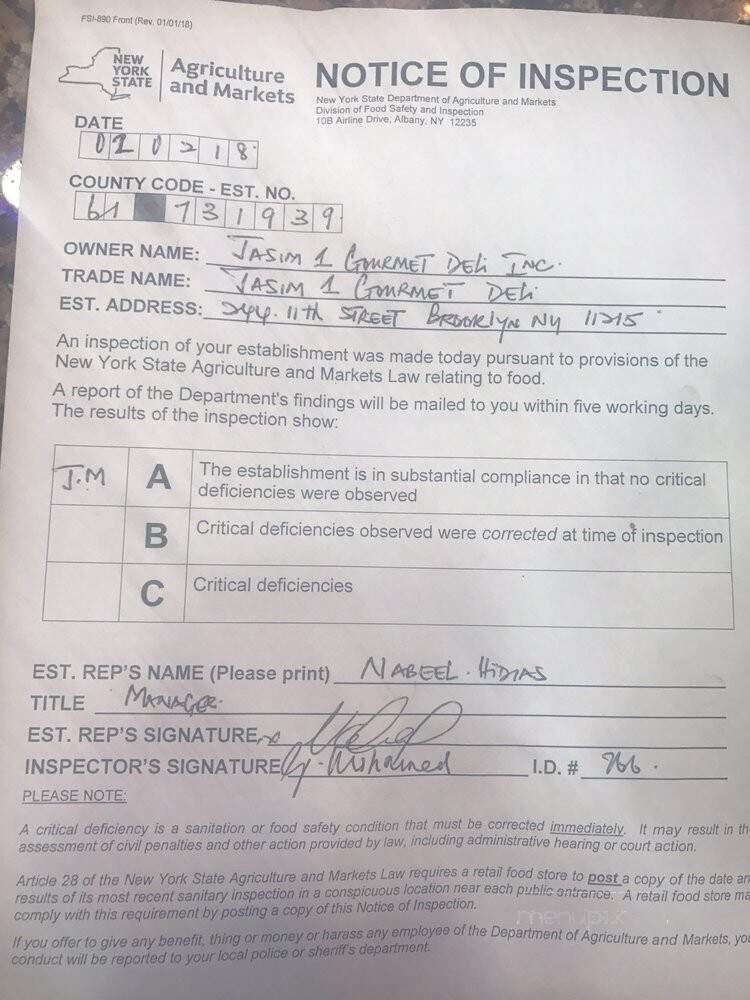 FSI-890 Front (Rev. 01/01/18)
NEW
YORK
STATE
Agriculture
and Markets
NOTICE OF INSPECTION
New York State Department of Agriculture and Markets
Division of Food Safety and Inspection
10B Airline Drive, Albany, NY 12235
DATE
020218
COUNTY CODE - EST. NO.
61 731939
OWNER NAME: JASIM 1 GOURMET DELI INC.
TRADE NAME: JASIM 1 GOURMET DELI
EST. ADDRESS: 244. 11th STREET BROOKLYN NY 11215
An inspection of your establishment was made today pursuant to provisions of the
New York State Agriculture and Markets Law relating to food.
A report of the Department's findings will be mailed to you within five working days.
The results of the inspection show:
J.M A The establishment is in substantial compliance in that no critical
deficiencies were observed
B Critical deficiencies observed were corrected at time of inspection
C Critical deficiencies
EST. REP'S NAME (Please print) NABEEL.
TITLE MANAGER.
EST. REP'S SIGNATURE
INSPECTOR'S SIGNATURE Mohamed I.D. # 966.
PLEASE NOTE:
A critical deficiency is a sanitation or food safety condition that must be corrected immediately. It may result in th
assessment of civil penalties and other action provided by law, including administrative hearing or court action.
Article 28 of the New York State Agriculture and Markets Law requires a retail food store to post a copy of the date an
results of its most recent sanitary inspection in a conspicuous location near each public entrance. A retail food store ma
comply with this requirement by posting a copy of this Notice of Inspection.
menupix
If you offer to give any benefit, thing or money or harass any employee of the Department of Agriculture and Markets, you
conduct will be reported to your local police or sheriff's department.